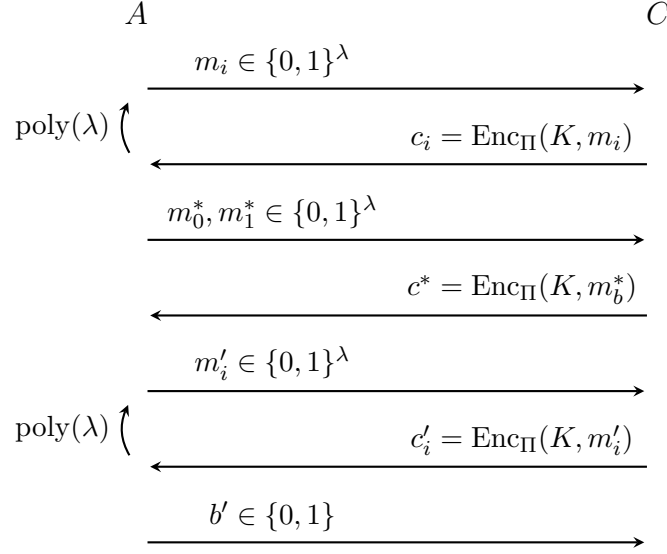 A C
m_i ∈ {0, 1}^λ
poly(λ)
c_i = Enc_Π(K, m_i)
m_0^*, m_1^* ∈ {0, 1}^λ
c^* = Enc_Π(K, m_b^*)
m_i' ∈ {0, 1}^λ
poly(λ)
c_i' = Enc_Π(K, m_i')
b' ∈ {0, 1}